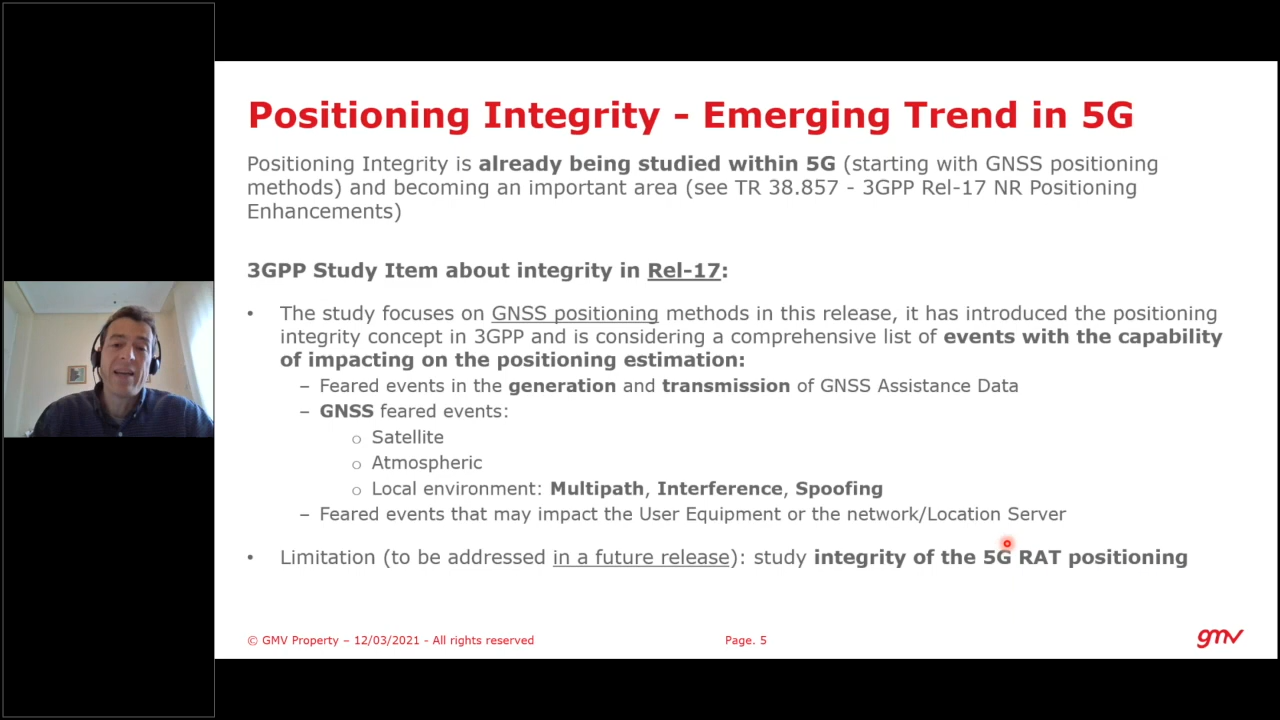 Positioning Integrity - Emerging Trend in 5G
Positioning Integrity is already being studied within 5G (starting with GNSS positioning
methods) and becoming an important area (see TR 38.857 - 3GPP Rel-17 NR Positioning
Enhancements)
3GPP Study Item about integrity in Rel-17:
• The study focuses on GNSS positioning methods in this release, it has introduced the positioning
integrity concept in 3GPP and is considering a comprehensive list of events with the capability
of impacting on the positioning estimation:
– Feared events in the generation and transmission of GNSS Assistance Data
– GNSS feared events:
o Satellite
o Atmospheric
o Local environment: Multipath, Interference, Spoofing
– Feared events that may impact the User Equipment or the network/Location Server
• Limitation (to be addressed in a future release): study integrity of the 5G RAT positioning
© GMV Property – 12/03/2021 - All rights reserved
Page. 5
gmv